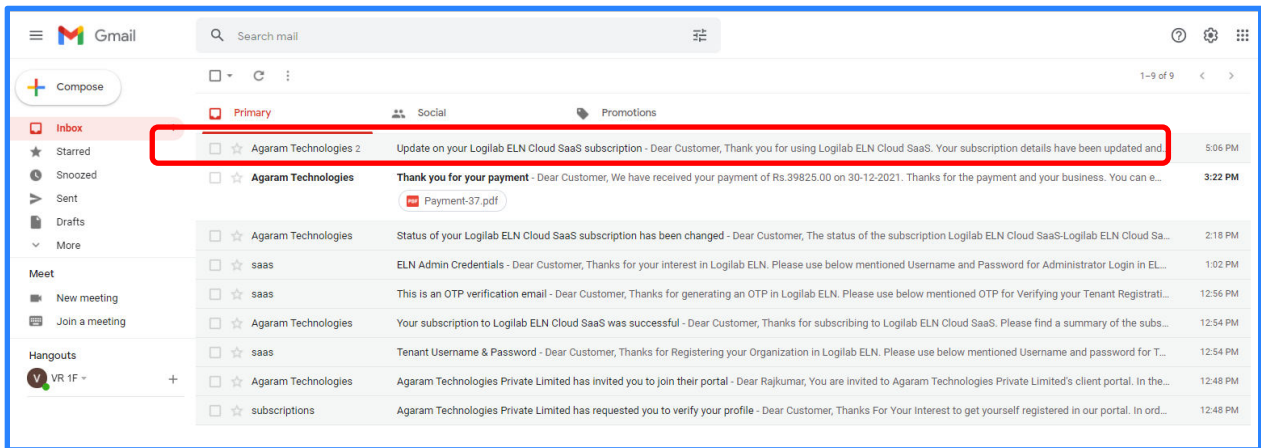 Gmail
Search mail
Compose
1–9 of 9
Primary Social Promotions
Inbox
Starred
Snoozed
Sent
Drafts
More
Meet
New meeting
Join a meeting
Hangouts
V VR 1F
Agaram Technologies 2 Update on your Logilab ELN Cloud SaaS subscription - Dear Customer, Thank you for using Logilab ELN Cloud SaaS. Your subscription details have been updated and... 5:06 PM
Agaram Technologies Thank you for your payment - Dear Customer, We have received your payment of Rs.39825.00 on 30-12-2021. Thanks for the payment and your business. You can e... 3:22 PM
PDF Payment-37.pdf
Agaram Technologies Status of your Logilab ELN Cloud SaaS subscription has been changed - Dear Customer, The status of the subscription Logilab ELN Cloud SaaS-Logilab ELN Cloud Sa... 2:18 PM
saas ELN Admin Credentials - Dear Customer, Thanks for your interest in Logilab ELN. Please use below mentioned Username and Password for Administrator Login in EL... 1:02 PM
saas This is an OTP verification email - Dear Customer, Thanks for generating an OTP in Logilab ELN. Please use below mentioned OTP for Verifying your Tenant Registrati... 12:56 PM
Agaram Technologies Your subscription to Logilab ELN Cloud SaaS was successful - Dear Customer, Thanks for subscribing to Logilab ELN Cloud SaaS. Please find a summary of the subs... 12:54 PM
saas Tenant Username & Password - Dear Customer, Thanks for Registering your Organization in Logilab ELN. Please use below mentioned Username and password for T... 12:54 PM
Agaram Technologies Agaram Technologies Private Limited has invited you to join their portal - Dear Rajkumar, You are invited to Agaram Technologies Private Limited's client portal. In the... 12:48 PM
subscriptions Agaram Technologies Private Limited has requested you to verify your profile - Dear Customer, Thanks For Your Interest to get yourself registered in our portal. In ord... 12:48 PM